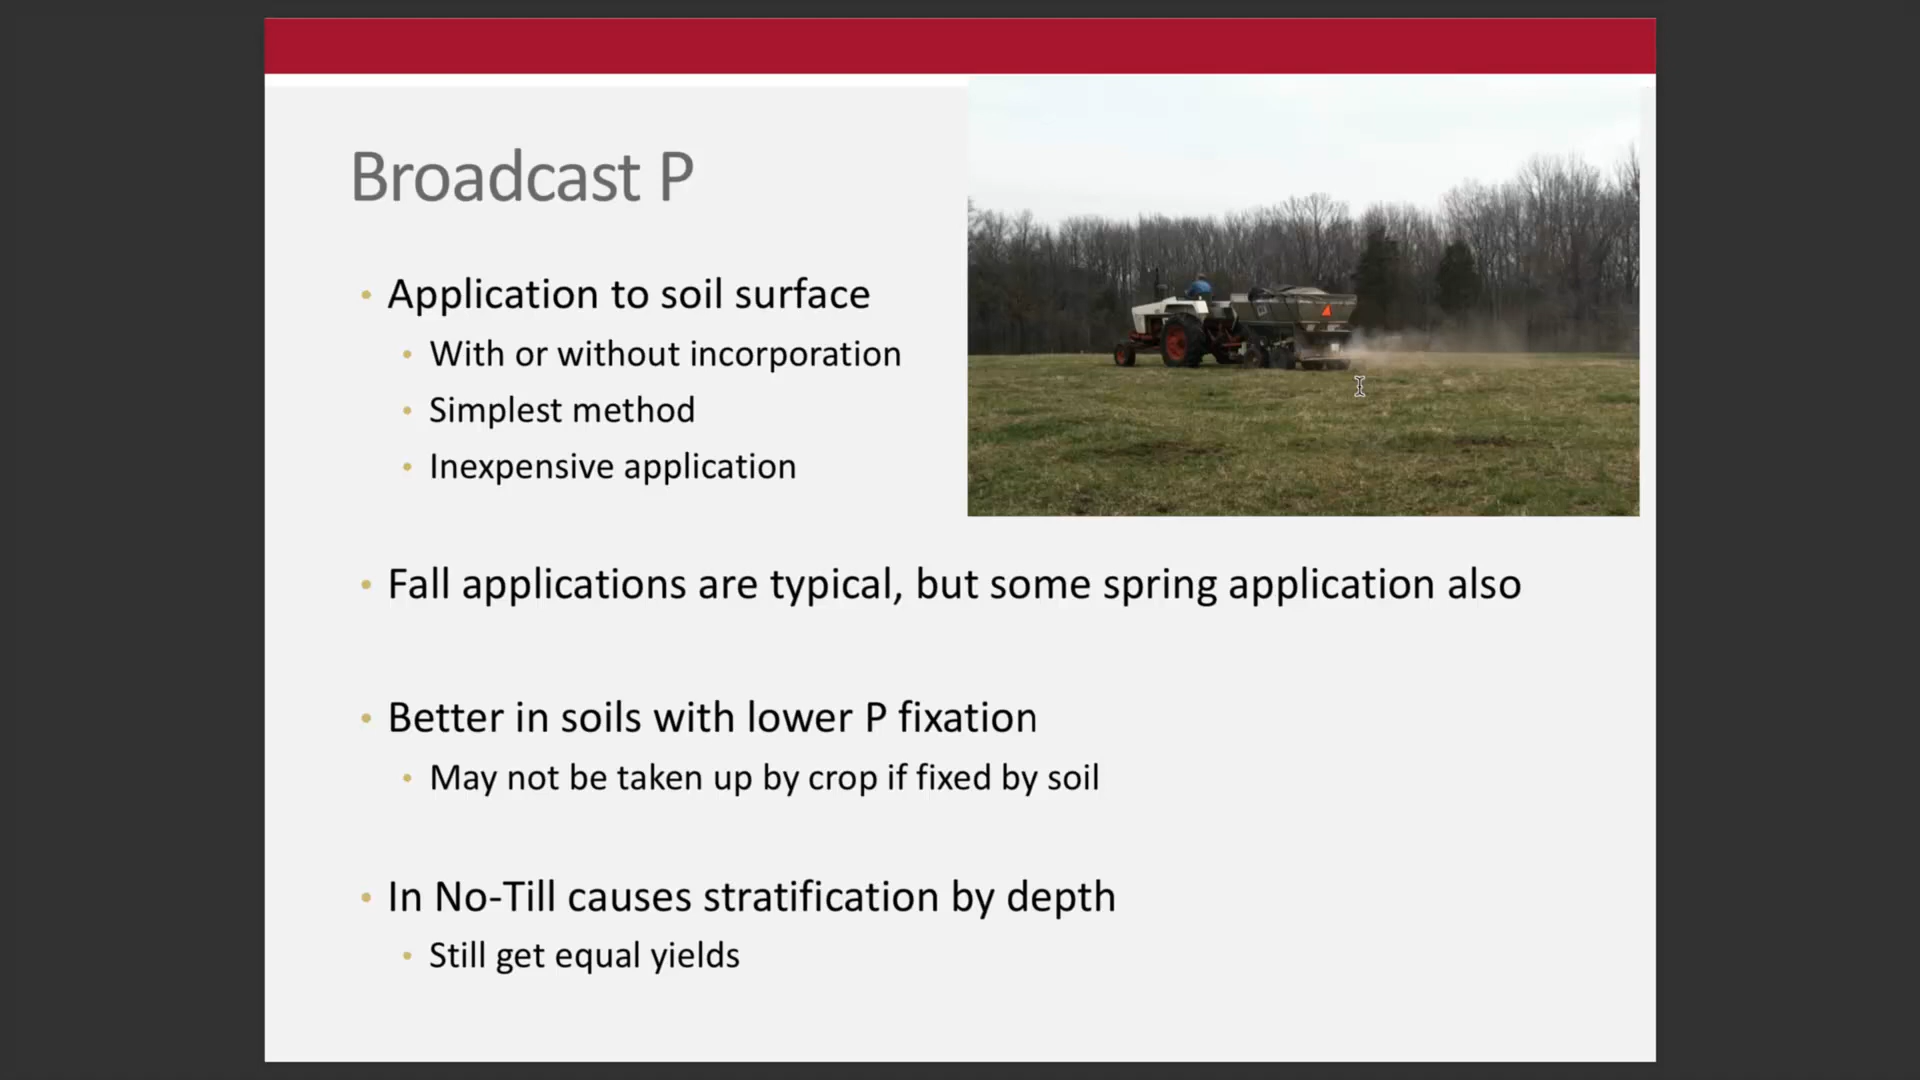 Broadcast P
• Application to soil surface
• With or without incorporation
• Simplest method
• Inexpensive application
• Fall applications are typical, but some spring application also
• Better in soils with lower P fixation
• May not be taken up by crop if fixed by soil
• In No-Till causes stratification by depth
• Still get equal yields